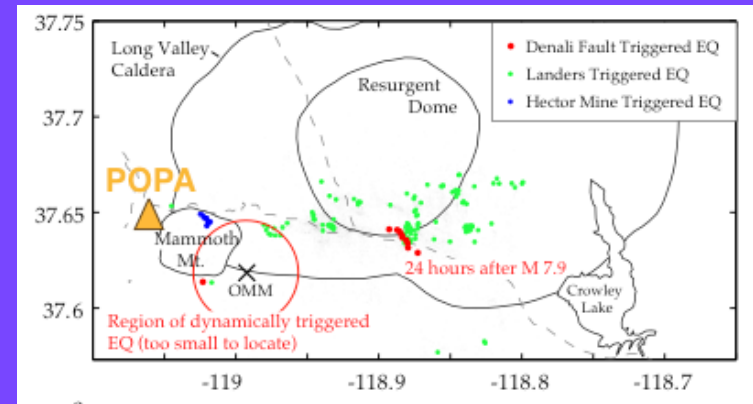 37.75
37.7
37.65
37.6
Long Valley
Caldera
Resurgent
Dome
Denali Fault Triggered EQ
Landers Triggered EQ
Hector Mine Triggered EQ
POPA
Mammoth
Mt.
OMM
24 hours after M 7.9
Crowley
Lake
Region of dynamically triggered
EQ (too small to locate)
-119
-118.9
-118.8
-118.7